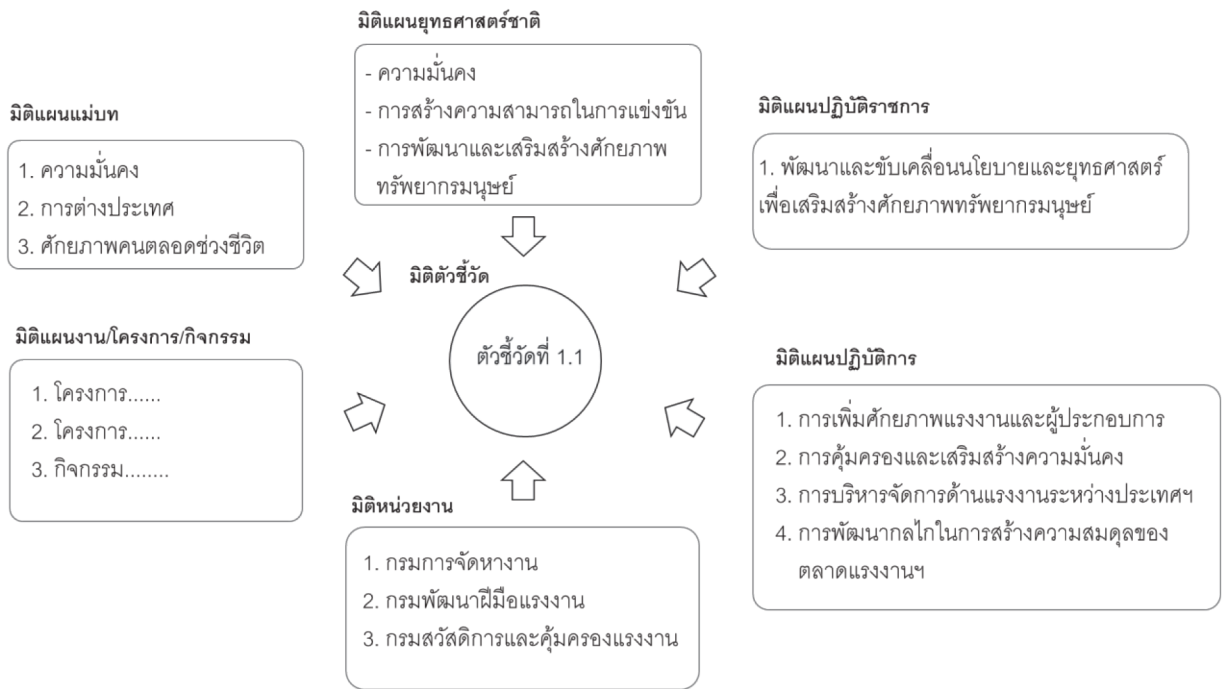 มิติแผนยุทธศาสตร์ชาติ
- ความมั่นคง
- การสร้างความสามารถในการแข่งขัน
- การพัฒนาและเสริมสร้างศักยภาพ
ทรัพยากรมนุษย์
มิติแผนแม่บท
1. ความมั่นคง
2. การต่างประเทศ
3. ศักยภาพคนตลอดช่วงชีวิต
มิติแผนปฏิบัติราชการ
1. พัฒนาและขับเคลื่อนนโยบายและยุทธศาสตร์
เพื่อเสริมสร้างศักยภาพทรัพยากรมนุษย์
มิติตัวชี้วัด
ตัวชี้วัดที่ 1.1
มิติแผนงาน/โครงการ/กิจกรรม
1. โครงการ......
2. โครงการ......
3. กิจกรรม........
มิติแผนปฏิบัติการ
1. การเพิ่มศักยภาพแรงงานและผู้ประกอบการ
2. การคุ้มครองและเสริมสร้างความมั่นคง
3. การบริหารจัดการด้านแรงงานระหว่างประเทศฯ
4. การพัฒนากลไกในการสร้างความสมดุลของ
ตลาดแรงงานฯ
มิติหน่วยงาน
1. กรมการจัดหางาน
2. กรมพัฒนาฝีมือแรงงาน
3. กรมสวัสดิการและคุ้มครองแรงงาน